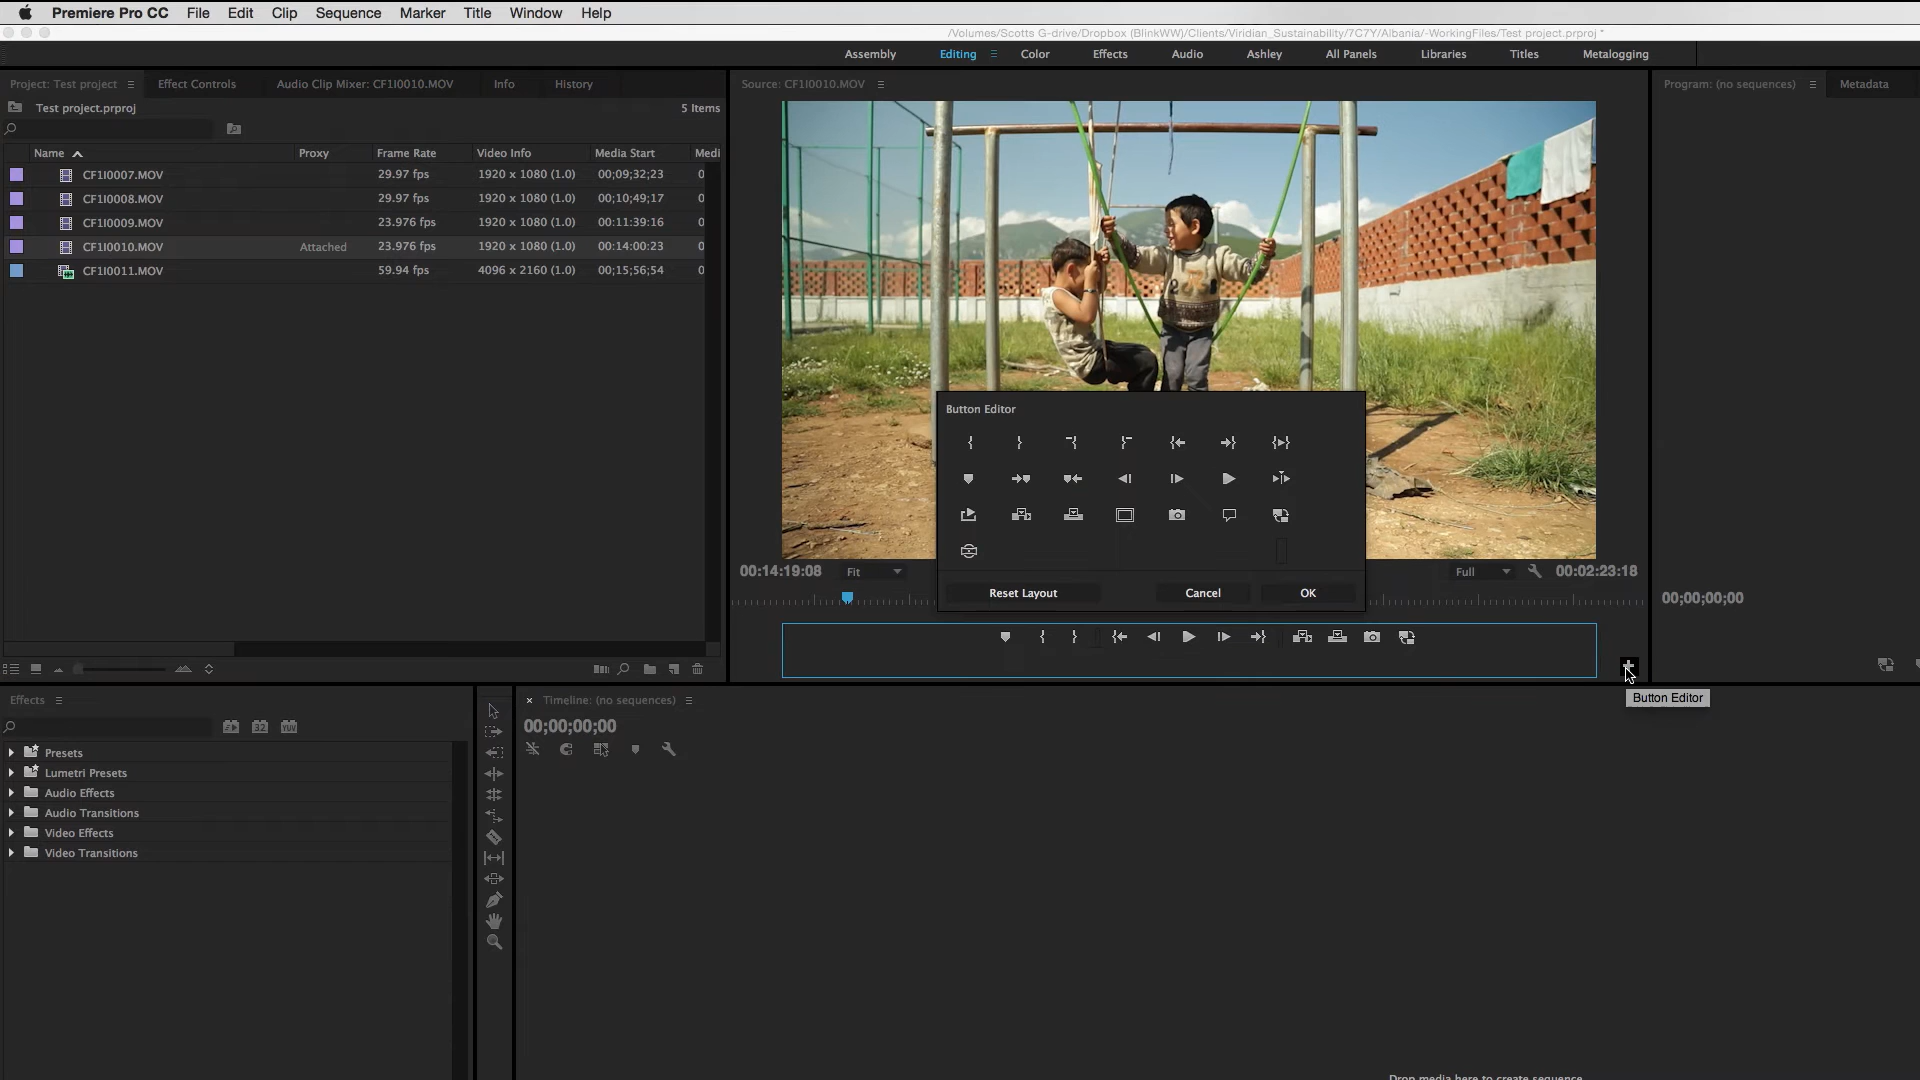 Premiere Pro CC File Edit Clip Sequence Marker Title Window Help
/Volumes/Scotts G-drive/Dropbox (BlinkWW)/Clients/Viridian_Sustainability/7C7Y/Albania/-WorkingFiles/Test project.prproj *
Assembly Editing Color Effects Audio Ashley All Panels Libraries Titles Metalogging
Project: Test project Effect Controls Audio Clip Mixer: CF1I0010.MOV Info History
Source: CF1I0010.MOV
Program: (no sequences) Metadata
Test project.prproj 5 Items
Name Proxy Frame Rate Video Info Media Start Medi
CF1I0007.MOV 29.97 fps 1920 x 1080 (1.0) 00;09;32;23 0
CF1I0008.MOV 29.97 fps 1920 x 1080 (1.0) 00;10;49;17 0
CF1I0009.MOV 23.976 fps 1920 x 1080 (1.0) 00:11:39:16 0
CF1I0010.MOV Attached 23.976 fps 1920 x 1080 (1.0) 00:14:00:23 0
CF1I0011.MOV 59.94 fps 4096 x 2160 (1.0) 00;15;56;54 0
Button Editor
Reset Layout Cancel OK
00:14:19:08 Fit Full 00:02:23:18
00;00;00;00
Button Editor
Effects
32
Presets
Lumetri Presets
Audio Effects
Audio Transitions
Video Effects
Video Transitions
Timeline: (no sequences)
00;00;00;00
Drop media here to create sequence